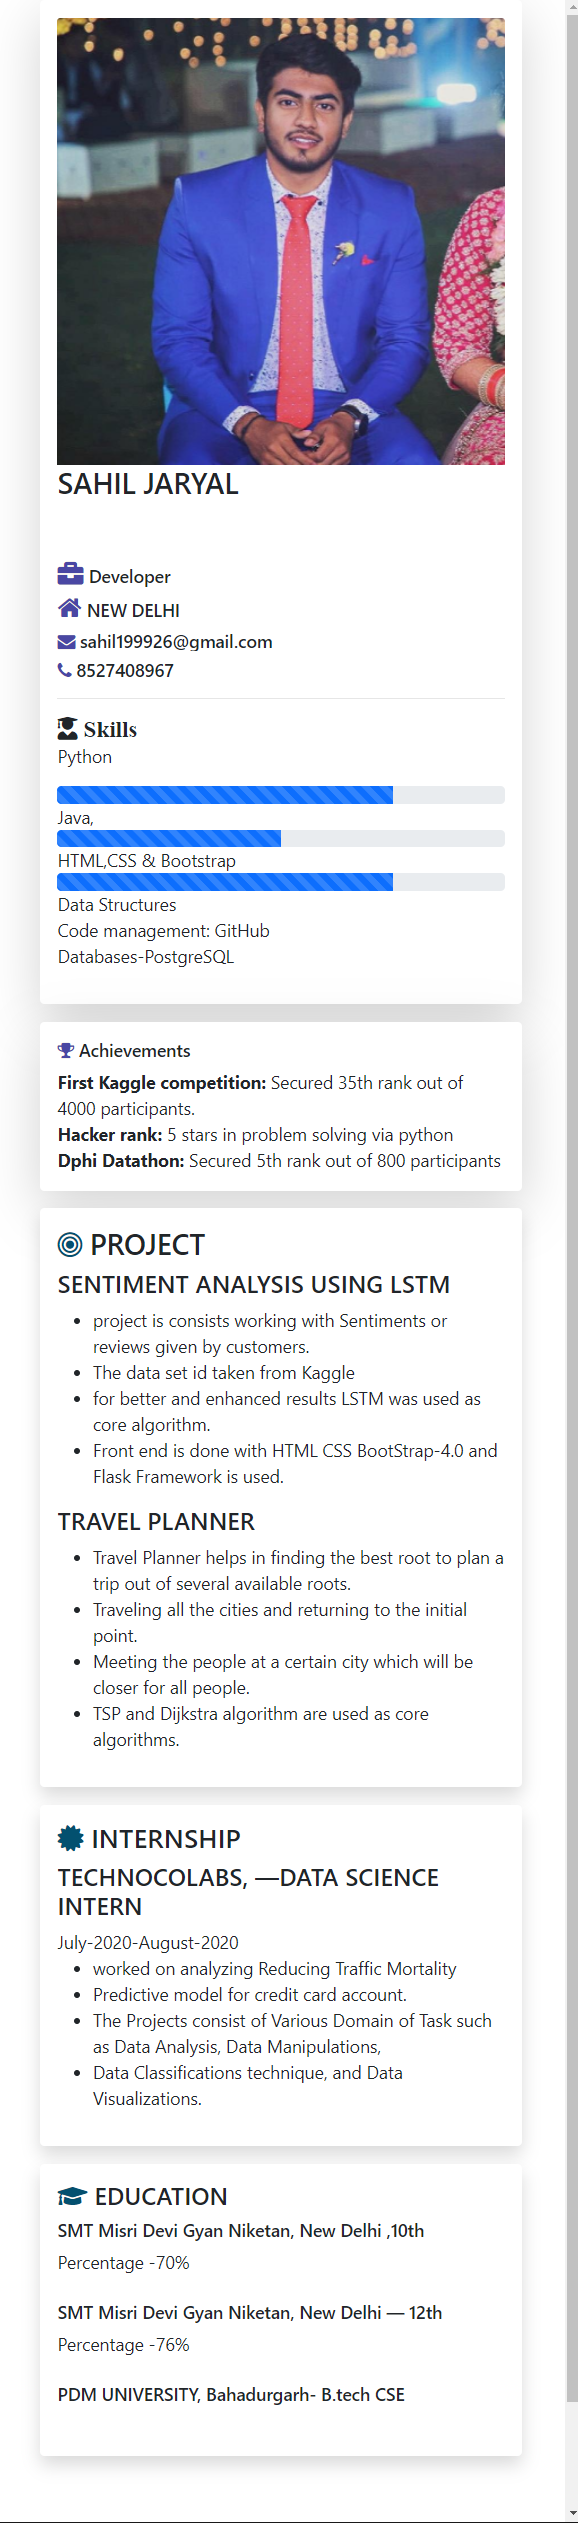 SAHIL JARYAL
Developer
NEW DELHI
sahil199926@gmail.com
8527408967
Skills
Python
Java,
HTML,CSS & Bootstrap
Data Structures
Code management: GitHub
Databases-PostgreSQL
Achievements
First Kaggle competition: Secured 35th rank out of
4000 participants.
Hacker rank: 5 stars in problem solving via python
Dphi Datathon: Secured 5th rank out of 800 participants
PROJECT
SENTIMENT ANALYSIS USING LSTM
• project is consists working with Sentiments or
reviews given by customers.
• The data set id taken from Kaggle
• for better and enhanced results LSTM was used as
core algorithm.
• Front end is done with HTML CSS BootStrap-4.0 and
Flask Framework is used.
TRAVEL PLANNER
• Travel Planner helps in finding the best root to plan a
trip out of several available roots.
• Traveling all the cities and returning to the initial
point.
• Meeting the people at a certain city which will be
closer for all people.
• TSP and Dijkstra algorithm are used as core
algorithms.
INTERNSHIP
TECHNOCOLABS, —DATA SCIENCE
INTERN
July-2020-August-2020
• worked on analyzing Reducing Traffic Mortality
• Predictive model for credit card account.
• The Projects consist of Various Domain of Task such
as Data Analysis, Data Manipulations,
• Data Classifications technique, and Data
Visualizations.
EDUCATION
SMT Misri Devi Gyan Niketan, New Delhi ,10th
Percentage -70%
SMT Misri Devi Gyan Niketan, New Delhi — 12th
Percentage -76%
PDM UNIVERSITY, Bahadurgarh- B.tech CSE